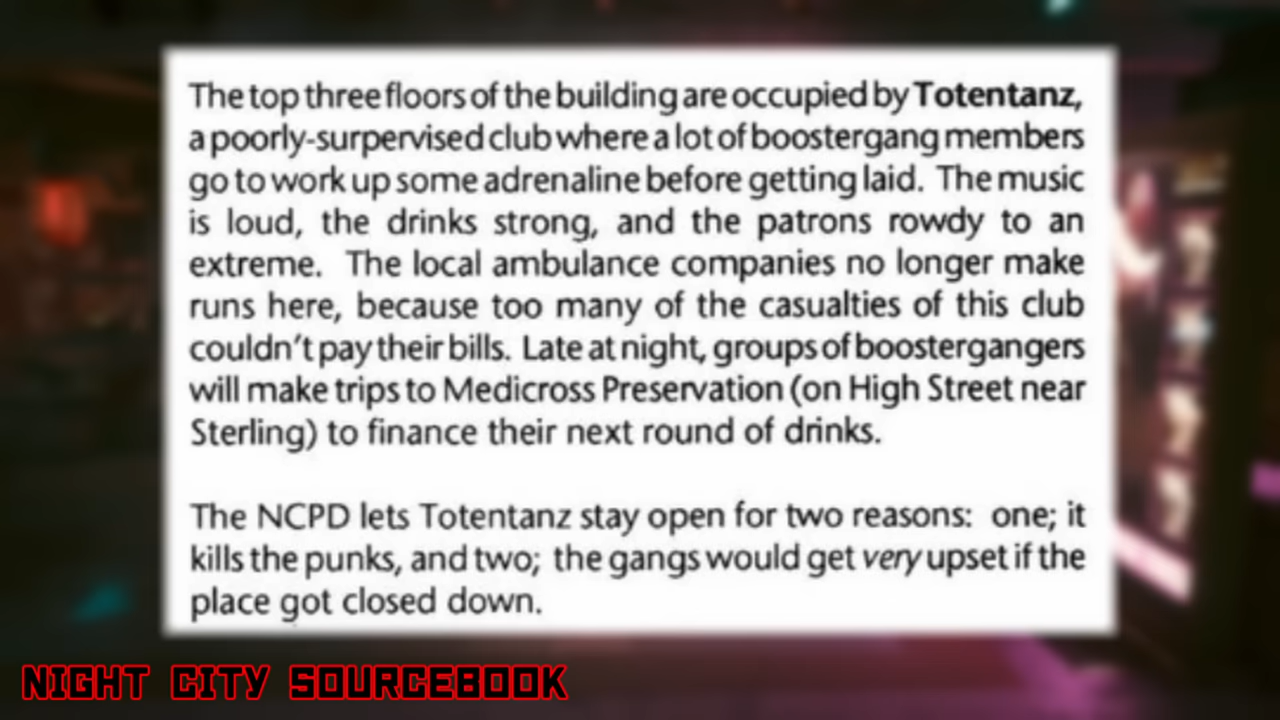 The top three floors of the building are occupied by Totentanz,
a poorly-surpervised club where a lot of boostergang members
go to work up some adrenaline before getting laid. The music
is loud, the drinks strong, and the patrons rowdy to an
extreme. The local ambulance companies no longer make
runs here, because too many of the casualties of this club
couldn't pay their bills. Late at night, groups of boostergangers
will make trips to Medicross Preservation (on High Street near
Sterling) to finance their next round of drinks.
The NCPD lets Totentanz stay open for two reasons: one; it
kills the punks, and two; the gangs would get very upset if the
place got closed down.
NIGHT CITY SOURCEBOOK